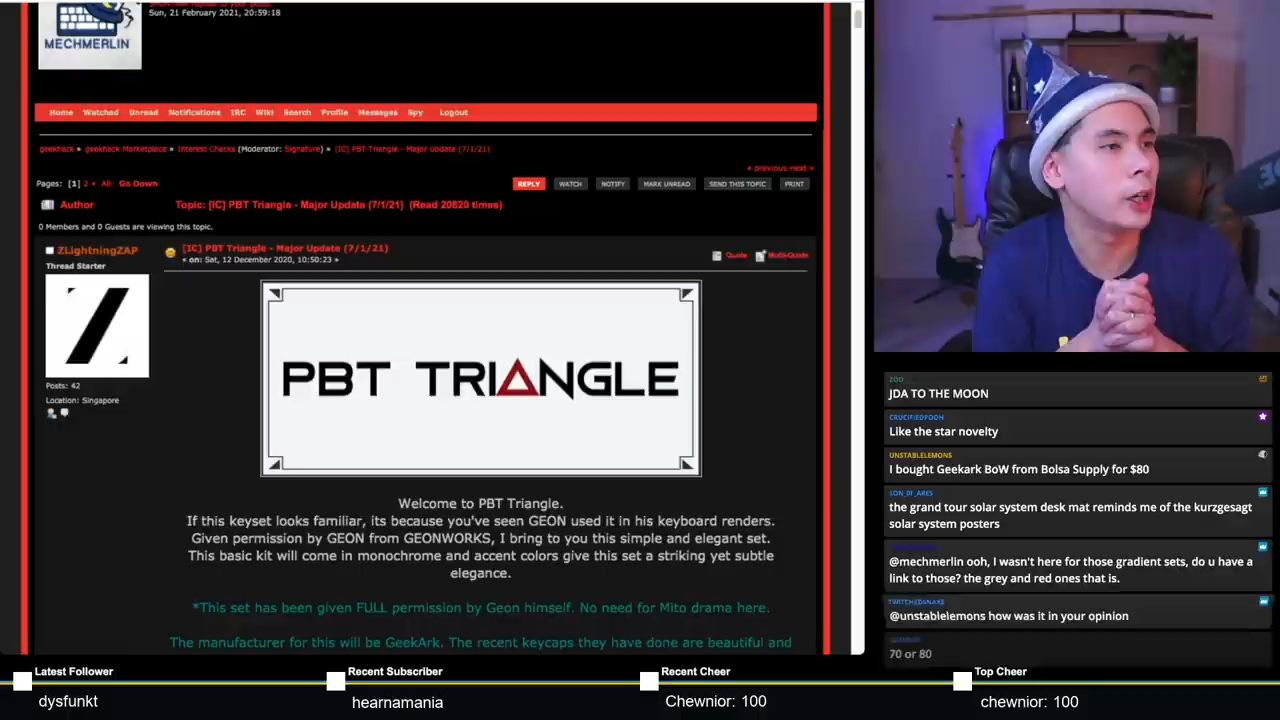 Sun, 21 February 2021, 20:59:18
MECHMERLIN
Home Watched Unread Notifications IRC Wiki Search Profile Messages Spy Logout
geekhack » geekhack Marketplace » Interest Checks (Moderator: Signature) » [IC] PBT Triangle - Major Update (7/1/21)
« previous next »
Pages: [1] 2 » All Go Down
REPLY WATCH NOTIFY MARK UNREAD SEND THIS TOPIC PRINT
Author Topic: [IC] PBT Triangle - Major Update (7/1/21) (Read 20820 times)
0 Members and 0 Guests are viewing this topic.
ZLightningZAP
Thread Starter
Posts: 42
Location: Singapore
[IC] PBT Triangle - Major Update (7/1/21)
« on: Sat, 12 December 2020, 10:50:23 »
Quote Multi-Quote
PBT TRIANGLE
Welcome to PBT Triangle.
If this keyset looks familiar, its because you've seen GEON used it in his keyboard renders.
Given permission by GEON from GEONWORKS, I bring to you this simple and elegant set.
This basic kit will come in monochrome and accent colors give this set a striking yet subtle
elegance.
*This set has been given FULL permission by Geon himself. No need for Mito drama here.
The manufacturer for this will be GeekArk. The recent keycaps they have done are beautiful and
ZOO
JDA TO THE MOON
CRUCIFIEDPOOH
Like the star novelty
UNSTABLELEMONS
I bought Geekark BoW from Bolsa Supply for $80
SON_DI_ARES
the grand tour solar system desk mat reminds me of the kurzgesagt
solar system posters
@mechmerlin ooh, I wasn't here for those gradient sets, do u have a
link to those? the grey and red ones that is.
TWITCHEDSNAKE
@unstablelemons how was it in your opinion
70 or 80
Latest Follower
dysfunkt
Recent Subscriber
hearnamania
Recent Cheer
Chewnior: 100
Top Cheer
chewnior: 100